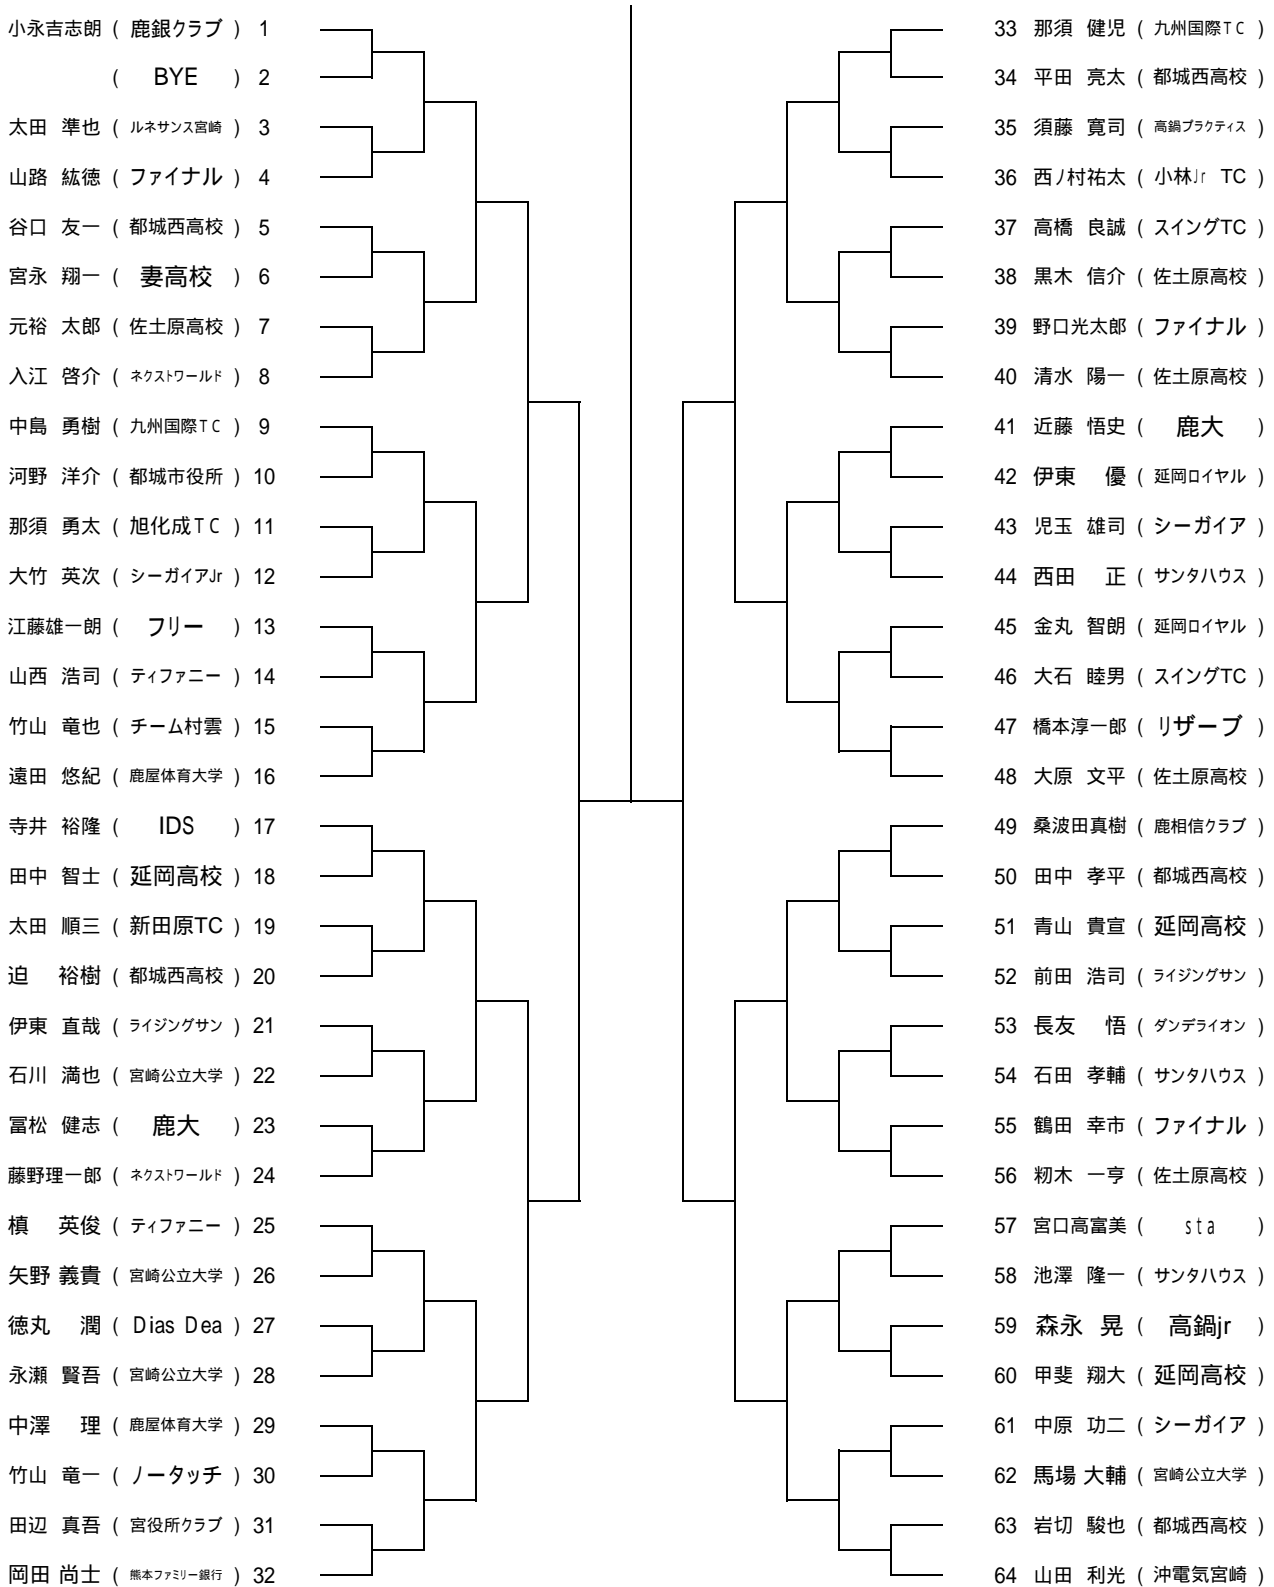 小永吉志朗 ( 鹿銀クラブ ) 1
( BYE ) 2
太田 準也 ( ルネサンス宮崎 ) 3
山路 紘徳 ( ファイナル ) 4
谷口 友一 ( 都城西高校 ) 5
宮永 翔一 ( 妻高校 ) 6
元裕 太郎 ( 佐土原高校 ) 7
入江 啓介 ( ネクストワールド ) 8
中島 勇樹 ( 九州国際TC ) 9
河野 洋介 ( 都城市役所 ) 10
那須 勇太 ( 旭化成TC ) 11
大竹 英次 ( シーガイアJr ) 12
江藤雄一朗 ( フリー ) 13
山西 浩司 ( ティファニー ) 14
竹山 竜也 ( チーム村雲 ) 15
遠田 悠紀 ( 鹿屋体育大学 ) 16
寺井 裕隆 ( IDS ) 17
田中 智士 ( 延岡高校 ) 18
太田 順三 ( 新田原TC ) 19
迫 裕樹 ( 都城西高校 ) 20
伊東 直哉 ( ライジングサン ) 21
石川 満也 ( 宮崎公立大学 ) 22
冨松 健志 ( 鹿大 ) 23
藤野理一郎 ( ネクストワールド ) 24
槙 英俊 ( ティファニー ) 25
矢野 義貴 ( 宮崎公立大学 ) 26
徳丸 潤 ( Dias Dea ) 27
永瀬 賢吾 ( 宮崎公立大学 ) 28
中澤 理 ( 鹿屋体育大学 ) 29
竹山 竜一 ( ノータッチ ) 30
田辺 真吾 ( 宮役所クラブ ) 31
岡田 尚士 ( 熊本ファミリー銀行 ) 32
33 那須 健児 ( 九州国際TC )
34 平田 亮太 ( 都城西高校 )
35 須藤 寛司 ( 高鍋プラクティス )
36 西ノ村祐太 ( 小林Jr TC )
37 高橋 良誠 ( スイングTC )
38 黒木 信介 ( 佐土原高校 )
39 野口光太郎 ( ファイナル )
40 清水 陽一 ( 佐土原高校 )
41 近藤 悟史 ( 鹿大 )
42 伊東 優 ( 延岡ロイヤル )
43 児玉 雄司 ( シーガイア )
44 西田 正 ( サンタハウス )
45 金丸 智朗 ( 延岡ロイヤル )
46 大石 睦男 ( スイングTC )
47 橋本淳一郎 ( リザーブ )
48 大原 文平 ( 佐土原高校 )
49 桑波田真樹 ( 鹿相信クラブ )
50 田中 孝平 ( 都城西高校 )
51 青山 貴宣 ( 延岡高校 )
52 前田 浩司 ( ライジングサン )
53 長友 悟 ( ダンデライオン )
54 石田 孝輔 ( サンタハウス )
55 鶴田 幸市 ( ファイナル )
56 籾木 一亨 ( 佐土原高校 )
57 宮口高富美 ( sta )
58 池澤 隆一 ( サンタハウス )
59 森永 晃 ( 高鍋jr )
60 甲斐 翔大 ( 延岡高校 )
61 中原 功二 ( シーガイア )
62 馬場 大輔 ( 宮崎公立大学 )
63 岩切 駿也 ( 都城西高校 )
64 山田 利光 ( 沖電気宮崎 )